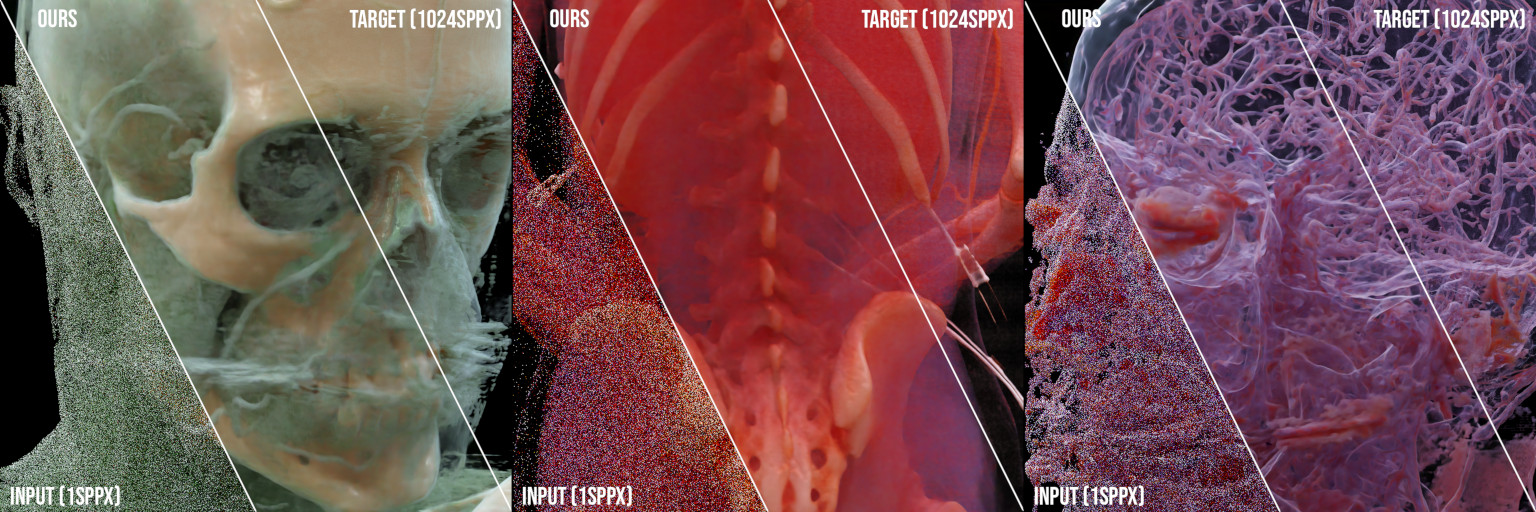 OURS
TARGET (1024SPPX)
INPUT (1SPPX)
OURS
TARGET (1024SPPX)
INPUT (1SPPX)
OURS
TARGET (1024SPPX)
INPUT (1SPPX)